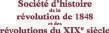 Société d'histoire
de la
révolution de 1848
et des
révolutions du XIXe siècle